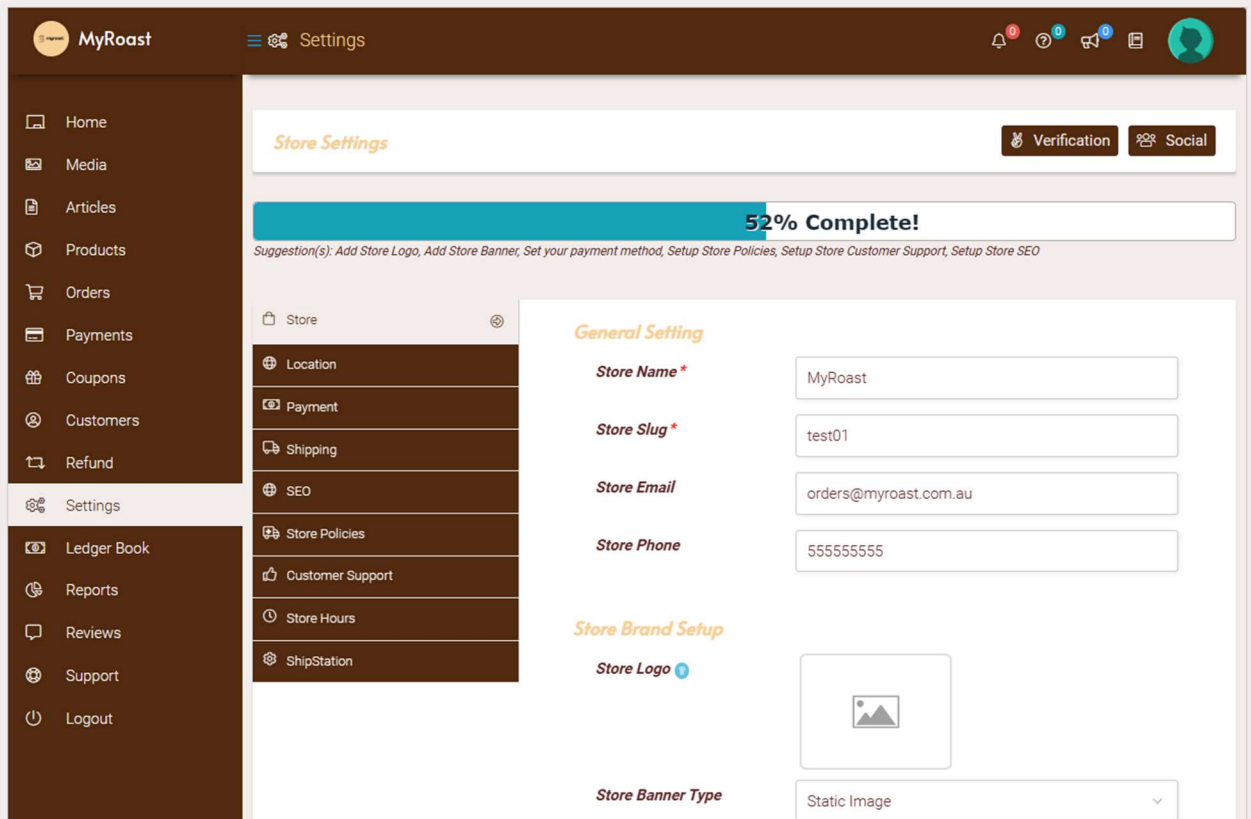 MyRoast
Settings
0
0
0
Home
Media
Articles
Products
Orders
Payments
Coupons
Customers
Refund
Settings
Ledger Book
Reports
Reviews
Support
Logout
Store Settings
Verification
Social
52% Complete!
Suggestion(s): Add Store Logo, Add Store Banner, Set your payment method, Setup Store Policies, Setup Store Customer Support, Setup Store SEO
Store
Location
Payment
Shipping
SEO
Store Policies
Customer Support
Store Hours
ShipStation
General Setting
Store Name *
MyRoast
Store Slug *
test01
Store Email
orders@myroast.com.au
Store Phone
555555555
Store Brand Setup
Store Logo
Store Banner Type
Static Image